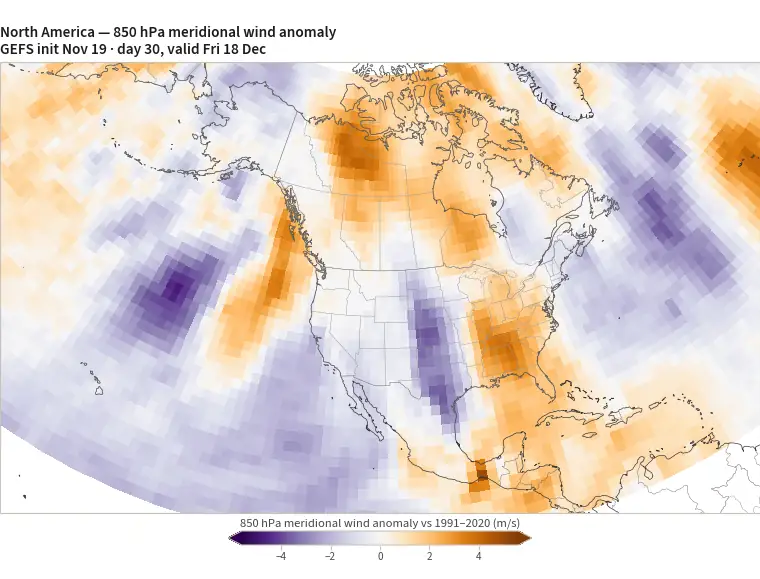 North America — 850 hPa meridional wind anomaly
GEFS init Nov 19 · day 30, valid Fri 18 Dec
850 hPa meridional wind anomaly vs 1991–2020 (m/s)
−4 −2 0 2 4